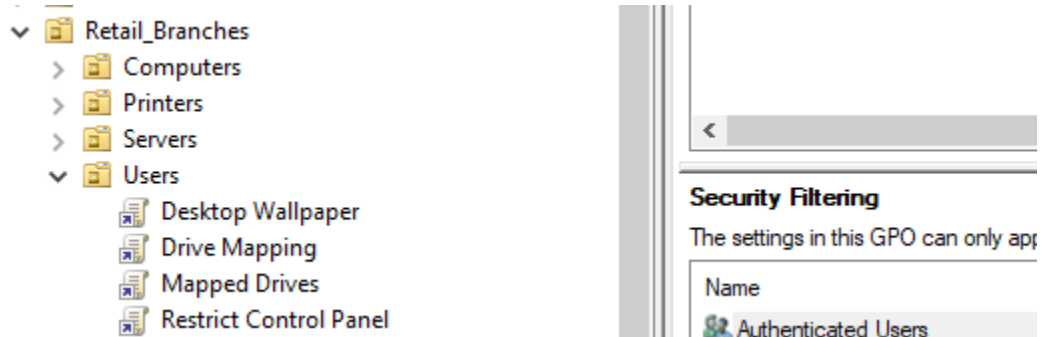 Retail_Branches
Computers
Printers
Servers
Users
Desktop Wallpaper
Drive Mapping
Mapped Drives
Restrict Control Panel
Security Filtering
The settings in this GPO can only
Name
Authenticated Users